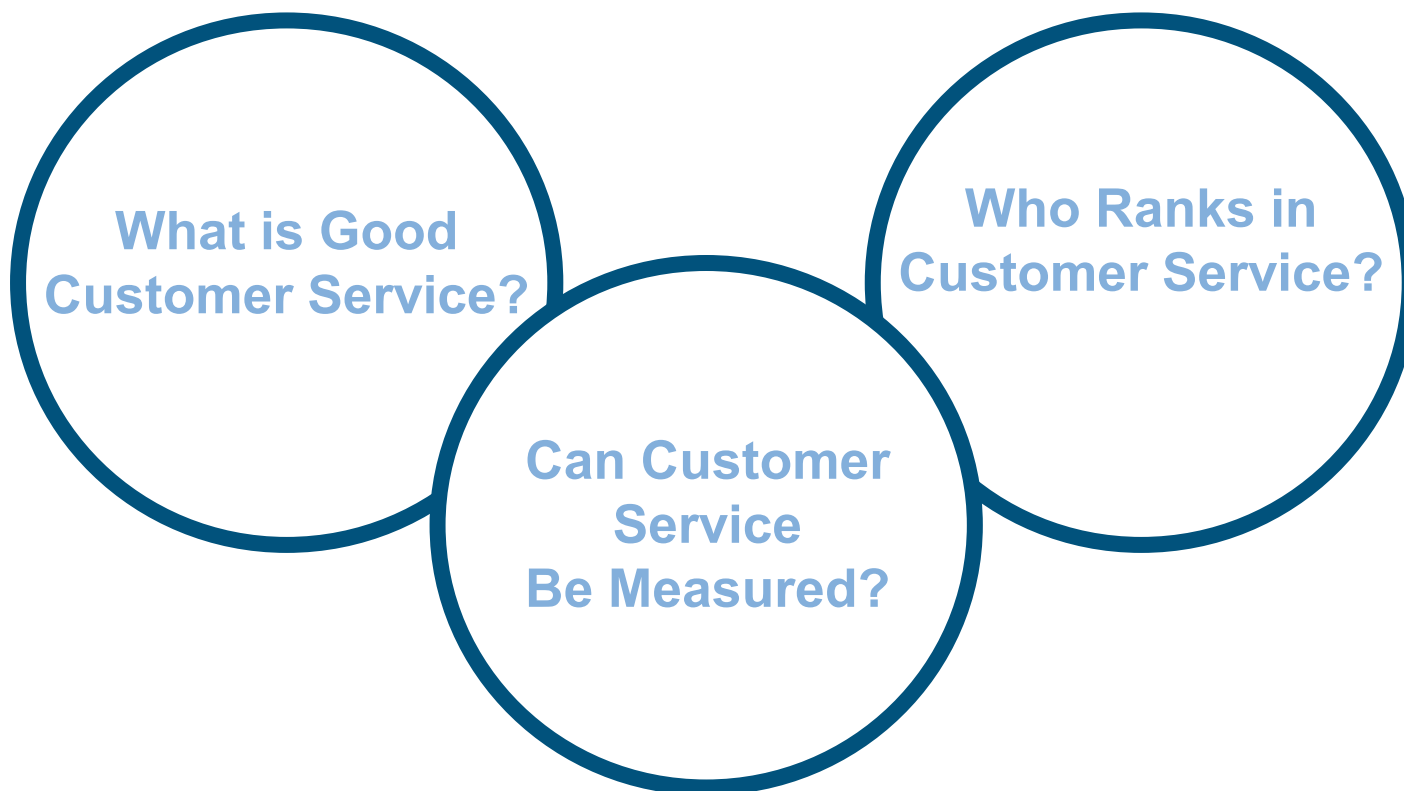 What is Good
Customer Service?
Can Customer
Service
Be Measured?
Who Ranks in
Customer Service?